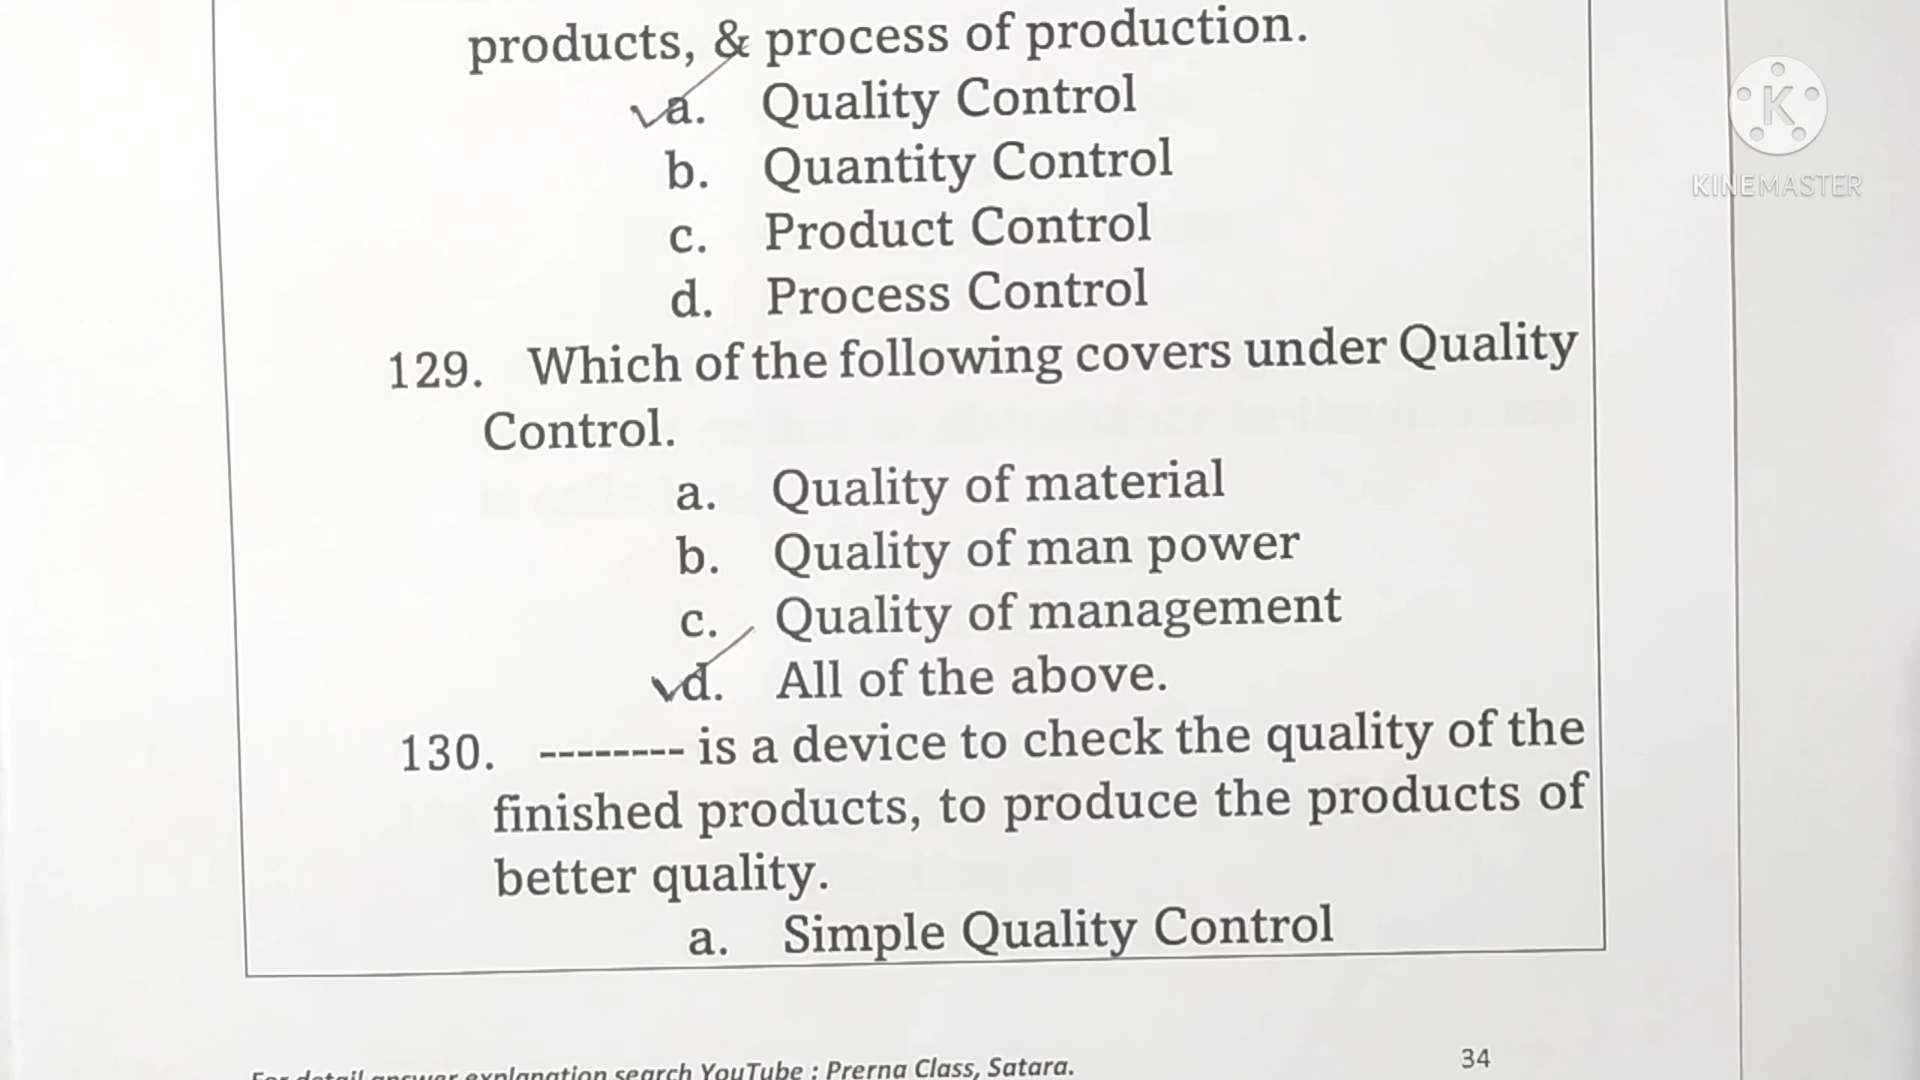 products, & process of production.
a. Quality Control
b. Quantity Control
c. Product Control
d. Process Control
129. Which of the following covers under Quality
Control.
a. Quality of material
b. Quality of man power
c. Quality of management
d. All of the above.
130. -------- is a device to check the quality of the
finished products, to produce the products of
better quality.
a. Simple Quality Control
For detail answer explanation search YouTube : Prerna Class, Satara.
34
K
KINEMASTER